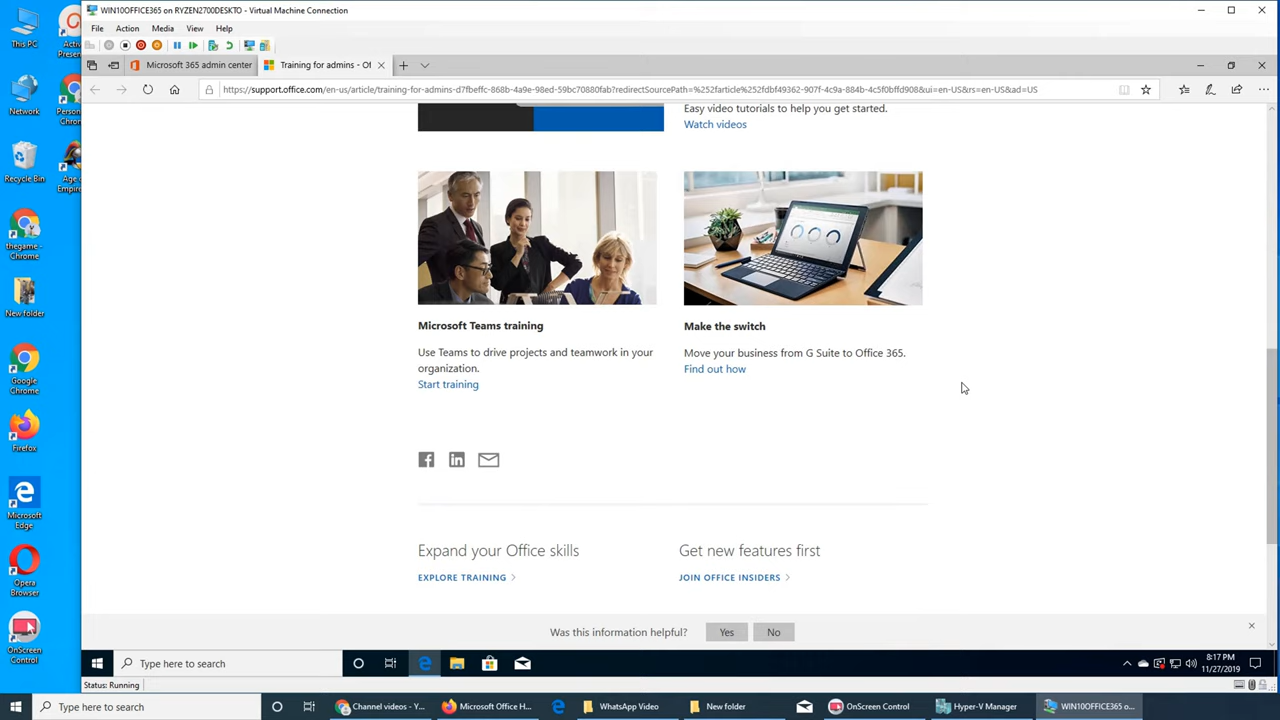 WIN10OFFICE365 on RYZEN2700DESKTO - Virtual Machine Connection
File Action Media View Help
Microsoft 365 admin center
Training for admins - Of
https://support.office.com/en-us/article/training-for-admins-d7fbeffc-868b-4a9e-98ed-59bc70880fab?redirectSourcePath=%252farticle%252fdbf49362-907f-4c9a-884b-4c5f0bffd908&ui=en-US&rs=en-US&ad=US
This PC
Network
Recycle Bin
thegame - Chrome
New folder
Google Chrome
Firefox
Microsoft Edge
Opera Browser
OnScreen Control
Easy video tutorials to help you get started.
Watch videos
Microsoft Teams training
Use Teams to drive projects and teamwork in your
organization.
Start training
Make the switch
Move your business from G Suite to Office 365.
Find out how
Expand your Office skills
EXPLORE TRAINING
Get new features first
JOIN OFFICE INSIDERS
Was this information helpful? Yes No
Type here to search
8:17 PM
11/27/2019
Status: Running
Type here to search
Channel videos - Y...
Microsoft Office H...
WhatsApp Video
New folder
OnScreen Control
Hyper-V Manager
WIN10OFFICE365 o...